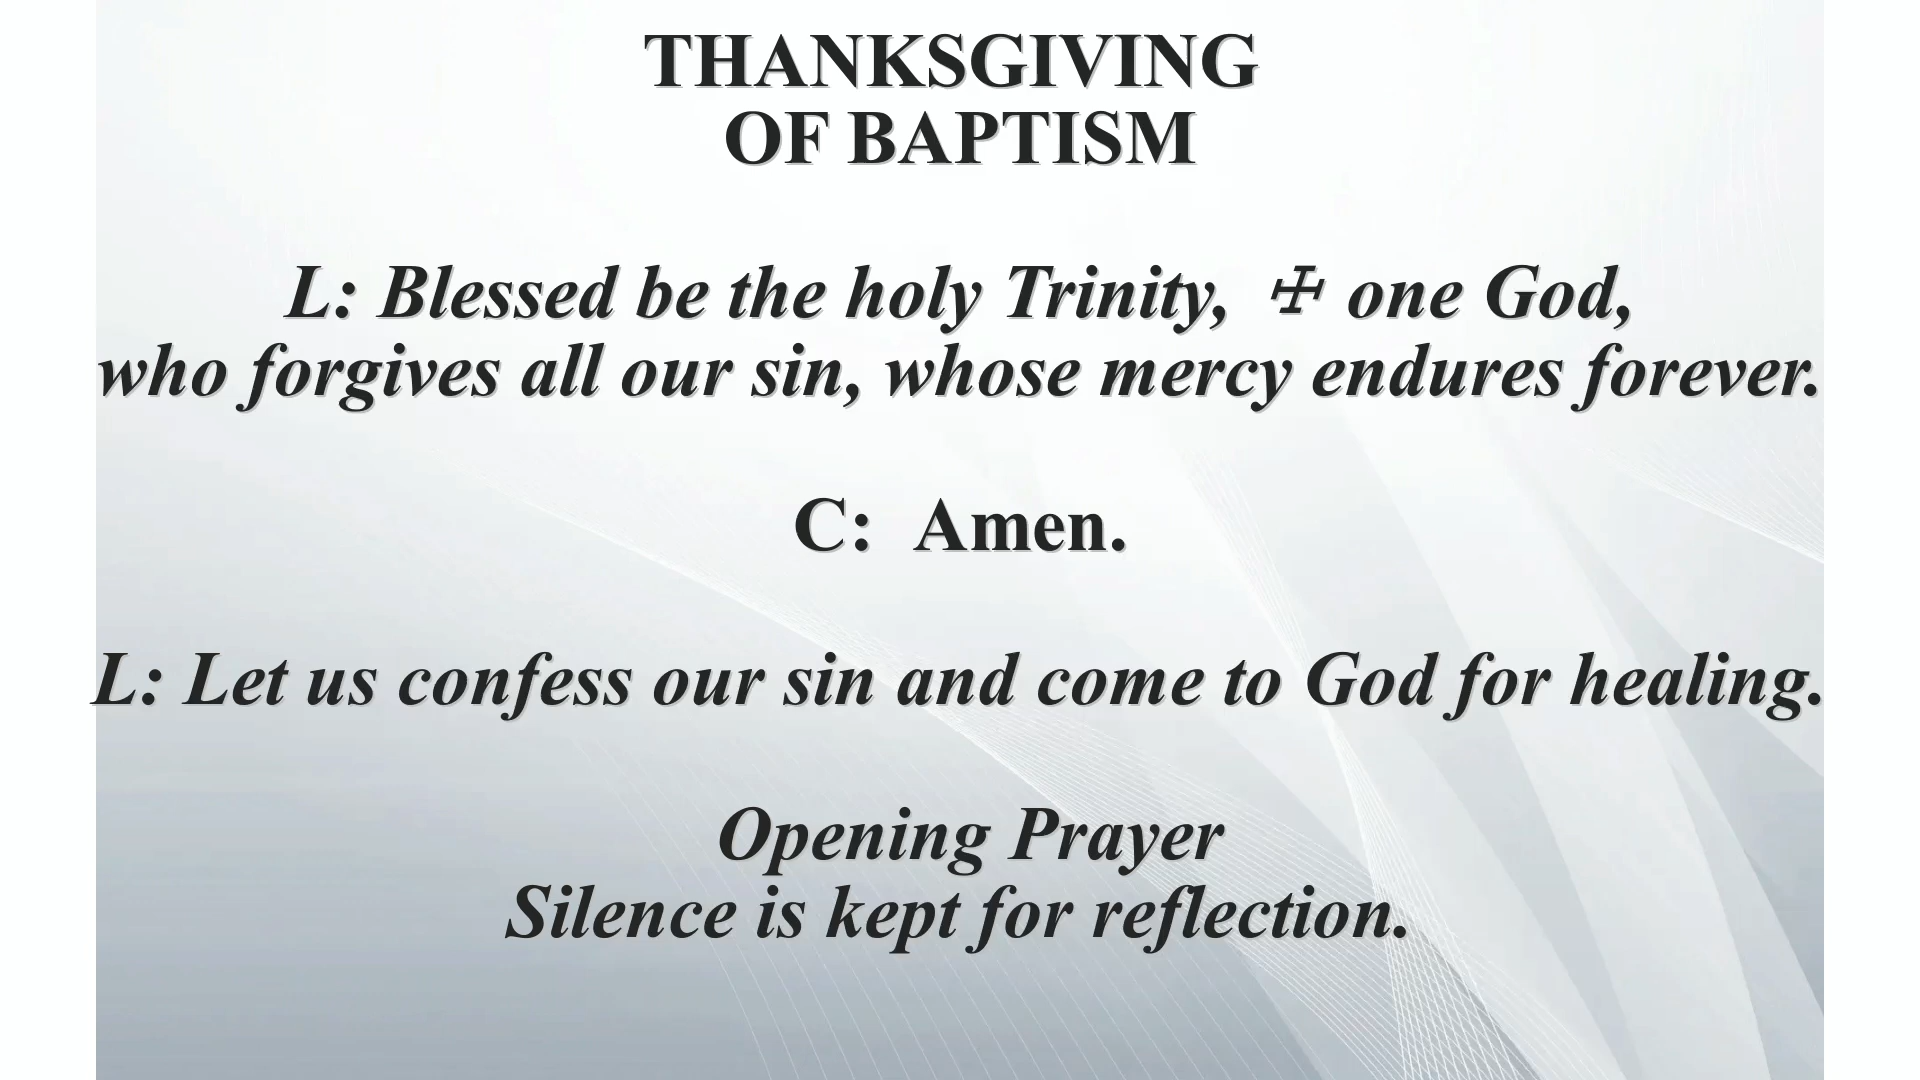 THANKSGIVING
OF BAPTISM
L: Blessed be the holy Trinity, ☩ one God,
who forgives all our sin, whose mercy endures forever.
C: Amen.
L: Let us confess our sin and come to God for healing.
Opening Prayer
Silence is kept for reflection.